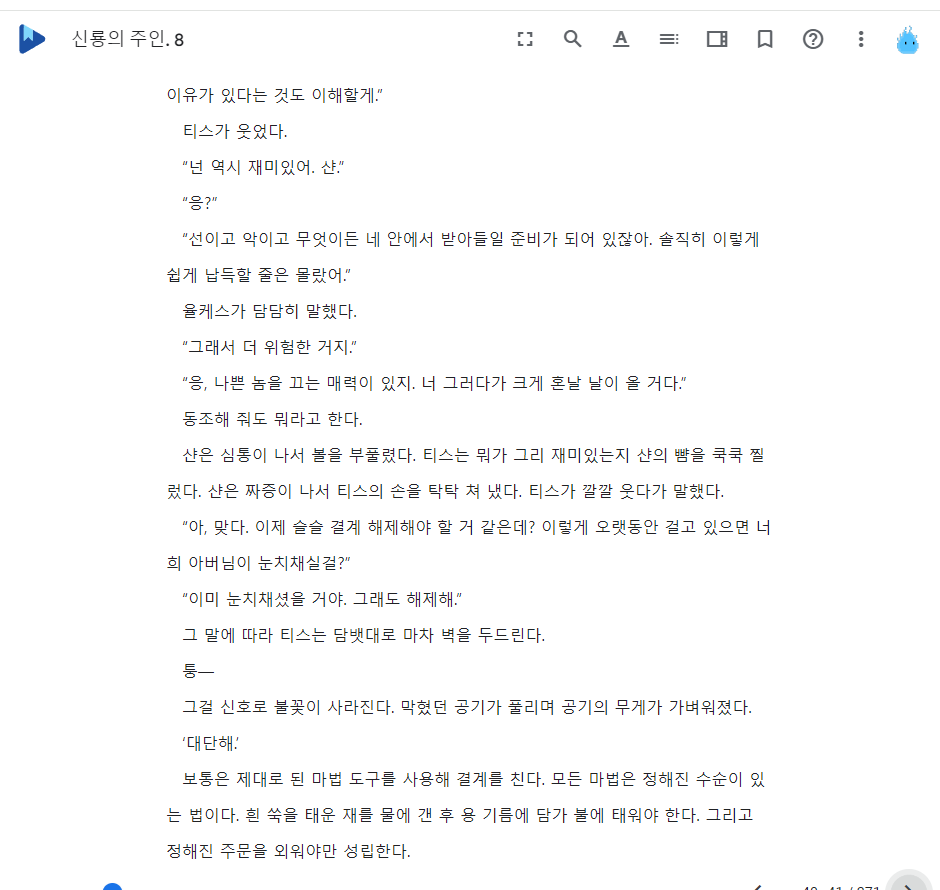 신룡의 주인. 8
이유가 있다는 것도 이해할게.”
티스가 웃었다.
“넌 역시 재미있어. 샨.”
“응?”
“선이고 악이고 무엇이든 네 안에서 받아들일 준비가 되어 있잖아. 솔직히 이렇게
쉽게 납득할 줄은 몰랐어.”
율케스가 담담히 말했다.
“그래서 더 위험한 거지.”
“응, 나쁜 놈을 끄는 매력이 있지. 너 그러다가 크게 혼날 날이 올 거다.”
동조해 줘도 뭐라고 한다.
샨은 심통이 나서 볼을 부풀렸다. 티스는 뭐가 그리 재미있는지 샨의 뺨을 쿡쿡 찔
렀다. 샨은 짜증이 나서 티스의 손을 탁탁 쳐 냈다. 티스가 깔깔 웃다가 말했다.
“아, 맞다. 이제 슬슬 결계 해제해야 할 거 같은데? 이렇게 오랫동안 걸고 있으면 너
희 아버님이 눈치채실걸?”
“이미 눈치채셨을 거야. 그래도 해제해.”
그 말에 따라 티스는 담뱃대로 마차 벽을 두드린다.
퉁―
그걸 신호로 불꽃이 사라진다. 막혔던 공기가 풀리며 공기의 무게가 가벼워졌다.
‘대단해.’
보통은 제대로 된 마법 도구를 사용해 결계를 친다. 모든 마법은 정해진 수순이 있
는 법이다. 흰 쑥을 태운 재를 물에 갠 후 용 기름에 담가 불에 태워야 한다. 그리고
정해진 주문을 외워야만 성립한다.